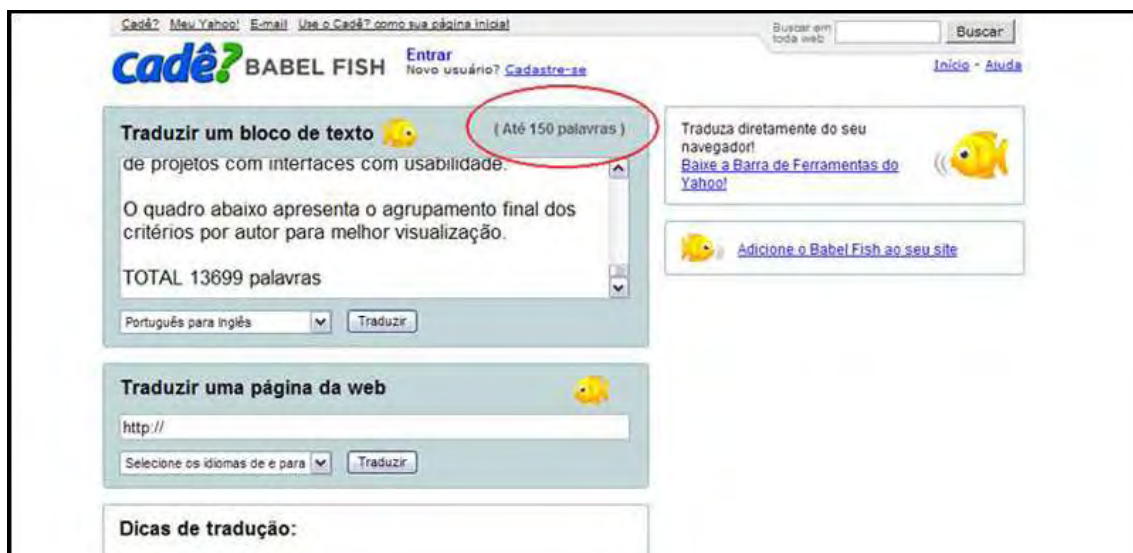 Cadê? Meu Yahoo! E-mail Use o Cadê? como sua página inicial
Buscar em
toda web
Buscar
Cadê? BABEL FISH
Entrar
Novo usuário? Cadastre-se
Início - Ajuda
Traduzir um bloco de texto
( Até 150 palavras )
de projetos com interfaces com usabilidade.
O quadro abaixo apresenta o agrupamento final dos
critérios por autor para melhor visualização.
TOTAL 13699 palavras
Português para Inglês
Traduzir
Traduza diretamente do seu
navegador!
Baixe a Barra de Ferramentas do
Yahoo!
Adicione o Babel Fish ao seu site
Traduzir uma página da web
http://
Selecione os idiomas de e para
Traduzir
Dicas de tradução: